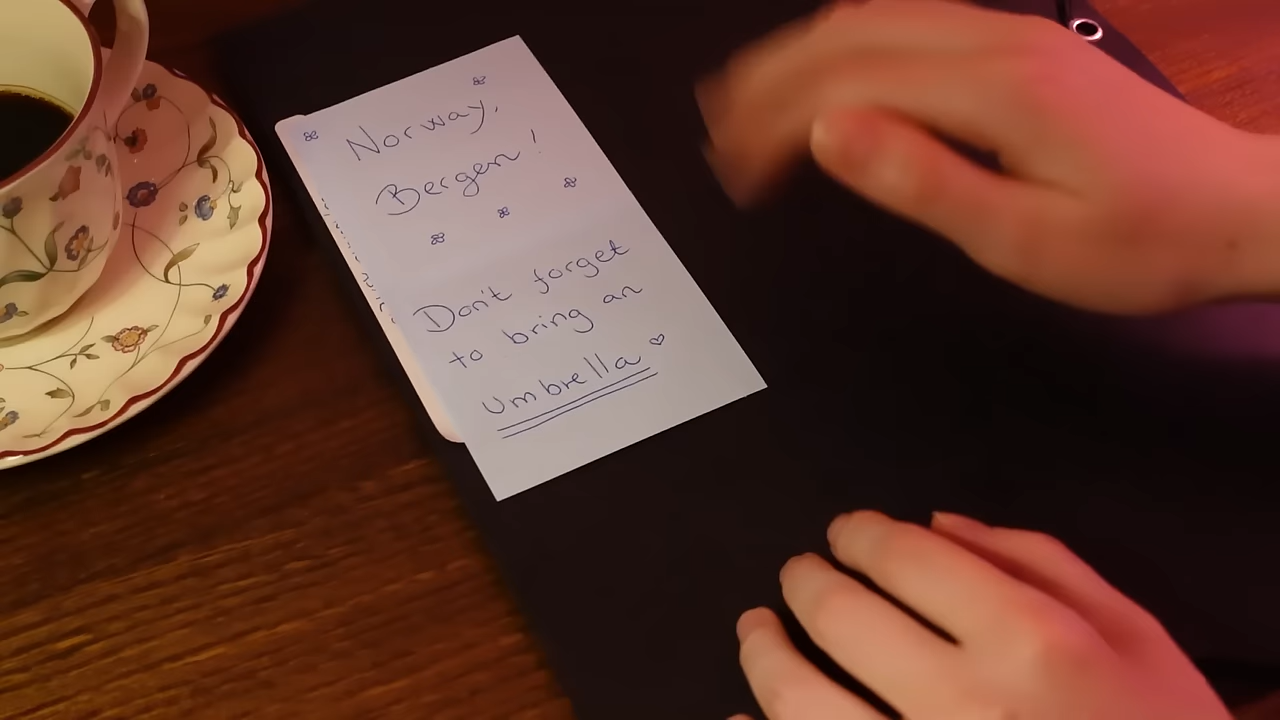 Norway,
Bergen!
Don't forget
to bring an
umbrella